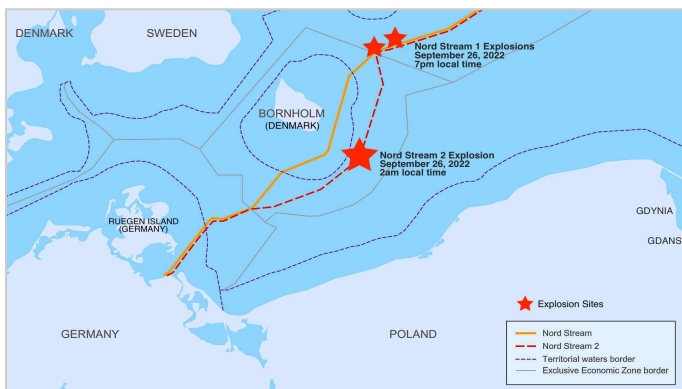 DENMARK
SWEDEN
Nord Stream 1 Explosions
September 26, 2022
7pm local time
BORNHOLM
(DENMARK)
Nord Stream 2 Explosion
September 26, 2022
2am local time
RUEGEN ISLAND
(GERMANY)
GDYNIA
GDANS
GERMANY
POLAND
Explosion Sites
Nord Stream
Nord Stream 2
Territorial waters border
Exclusive Economic Zone border